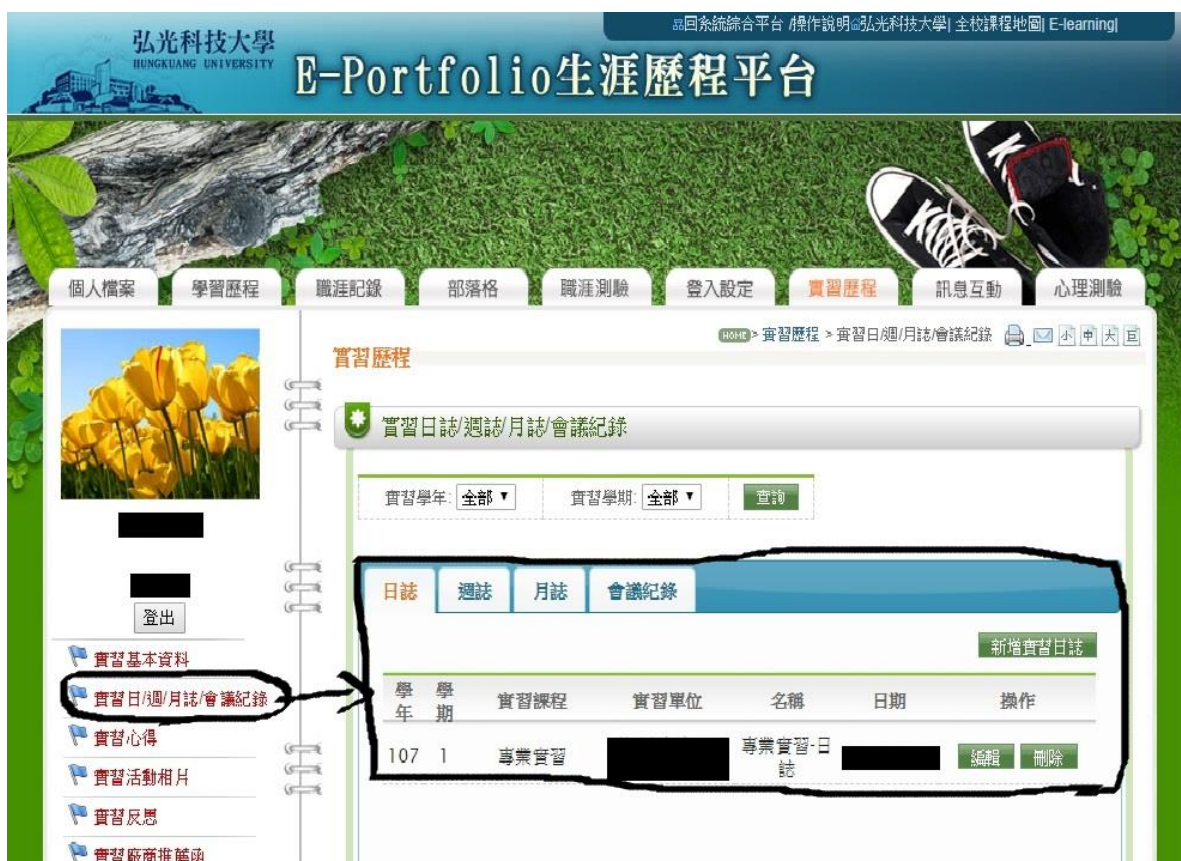 回系統綜合平台 /操作說明 弘光科技大學| 全校課程地圖| E-learning|
弘光科技大學
HUNGKUANG UNIVERSITY
E-Portfolio生涯歷程平台
個人檔案 學習歷程 職涯記錄 部落格 職涯測驗 登入設定 實習歷程 訊息互動 心理測驗
HOME > 實習歷程 > 實習日/週/月誌/會議紀錄 小 中 大 巨
實習歷程
實習日誌/週誌/月誌/會議紀錄
實習學年: 全部 實習學期: 全部 查詢
日誌 週誌 月誌 會議紀錄
登出
新增實習日誌
實習基本資料
實習日/週/月誌/會議紀錄
實習心得
實習活動相片
實習反思
實習廠商推薦函
學年 學期 實習課程 實習單位 名稱 日期 操作
107 1 專業實習 專業實習-日誌 編輯 刪除